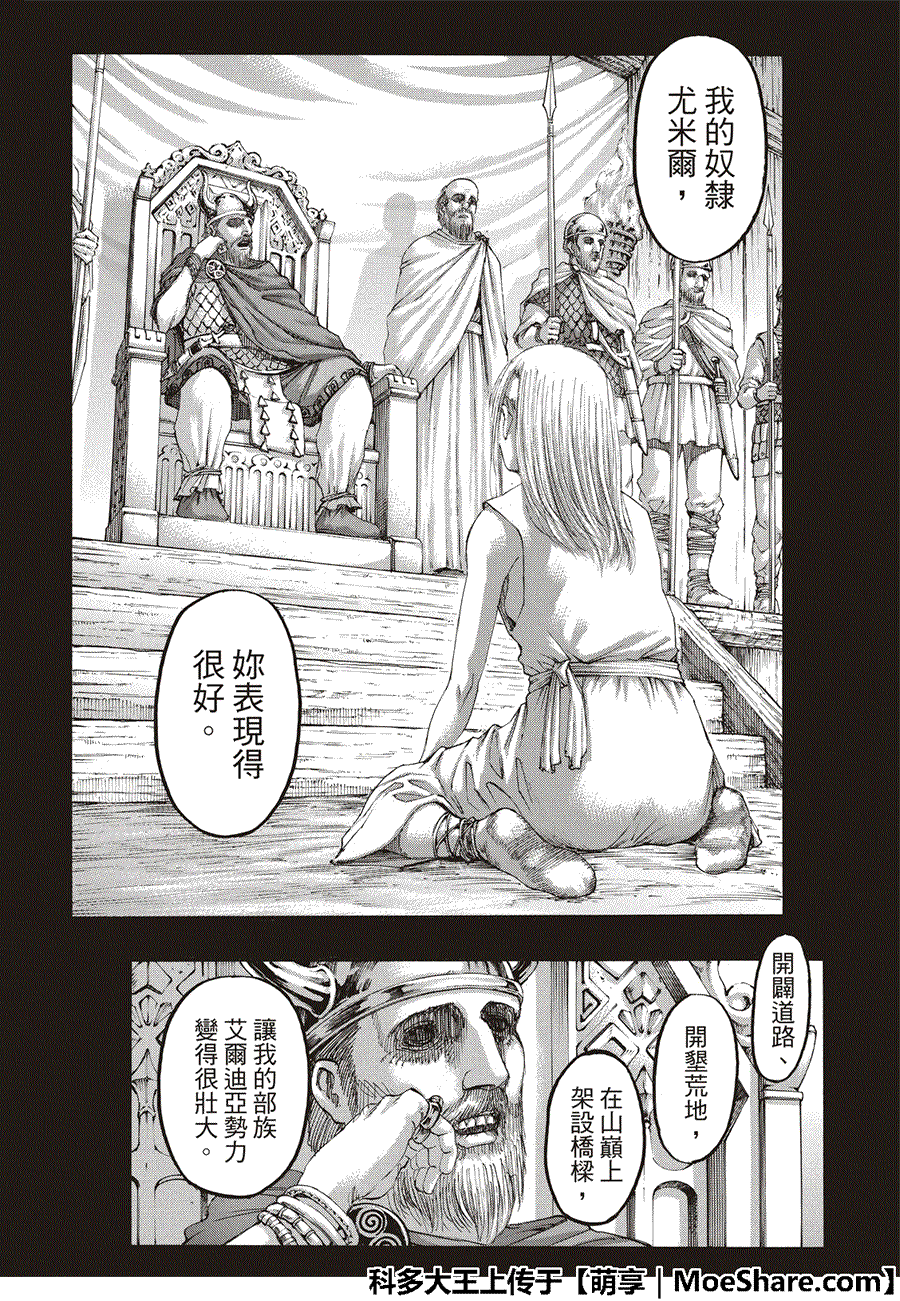 我的奴隸
尤米爾，
妳表現得
很好。
開闢道路、
開墾荒地，
在山巔上
架設橋樑，
讓我的部族
艾爾迪亞勢力
變得很壯大。
科多大王上传于【萌享｜MoeShare.com】